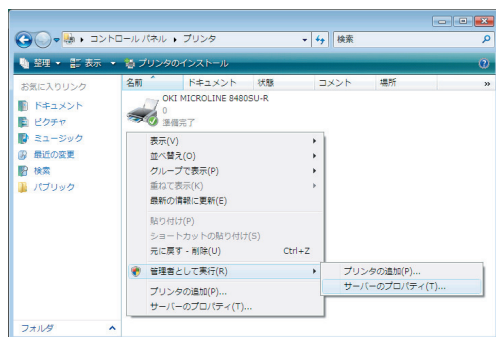 コントロール パネル ▸ プリンタ
検索
整理 表示 プリンタのインストール
お気に入りリンク
ドキュメント
ピクチャ
ミュージック
最近の変更
検索
パブリック
フォルダ
名前 ドキュメント 状態 コメント 場所 »
OKI MICROLINE 8480SU-R
0
準備完了
表示(V)
並べ替え(O)
グループで表示(P)
重ねて表示(K)
最新の情報に更新(E)
貼り付け(P)
ショートカットの貼り付け(S)
元に戻す - 削除(U) Ctrl+Z
管理者として実行(R)
プリンタの追加(P)...
サーバーのプロパティ(T)...
プリンタの追加(P)...
サーバーのプロパティ(T)...